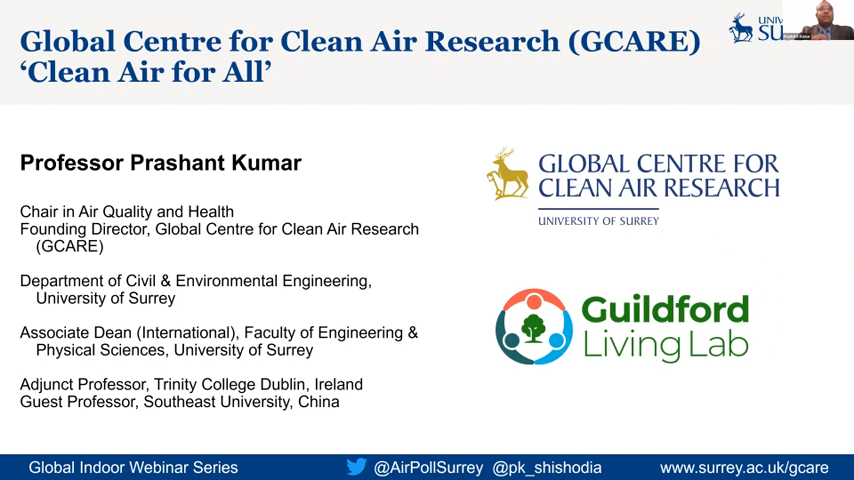 Global Centre for Clean Air Research (GCARE)
‘Clean Air for All’
UNIV
SU
Prashant Kumar
Professor Prashant Kumar
Chair in Air Quality and Health
Founding Director, Global Centre for Clean Air Research
(GCARE)
Department of Civil & Environmental Engineering,
University of Surrey
Associate Dean (International), Faculty of Engineering &
Physical Sciences, University of Surrey
Adjunct Professor, Trinity College Dublin, Ireland
Guest Professor, Southeast University, China
GLOBAL CENTRE FOR
CLEAN AIR RESEARCH
UNIVERSITY OF SURREY
Guildford
Living Lab
Global Indoor Webinar Series
@AirPollSurrey @pk_shishodia
www.surrey.ac.uk/gcare